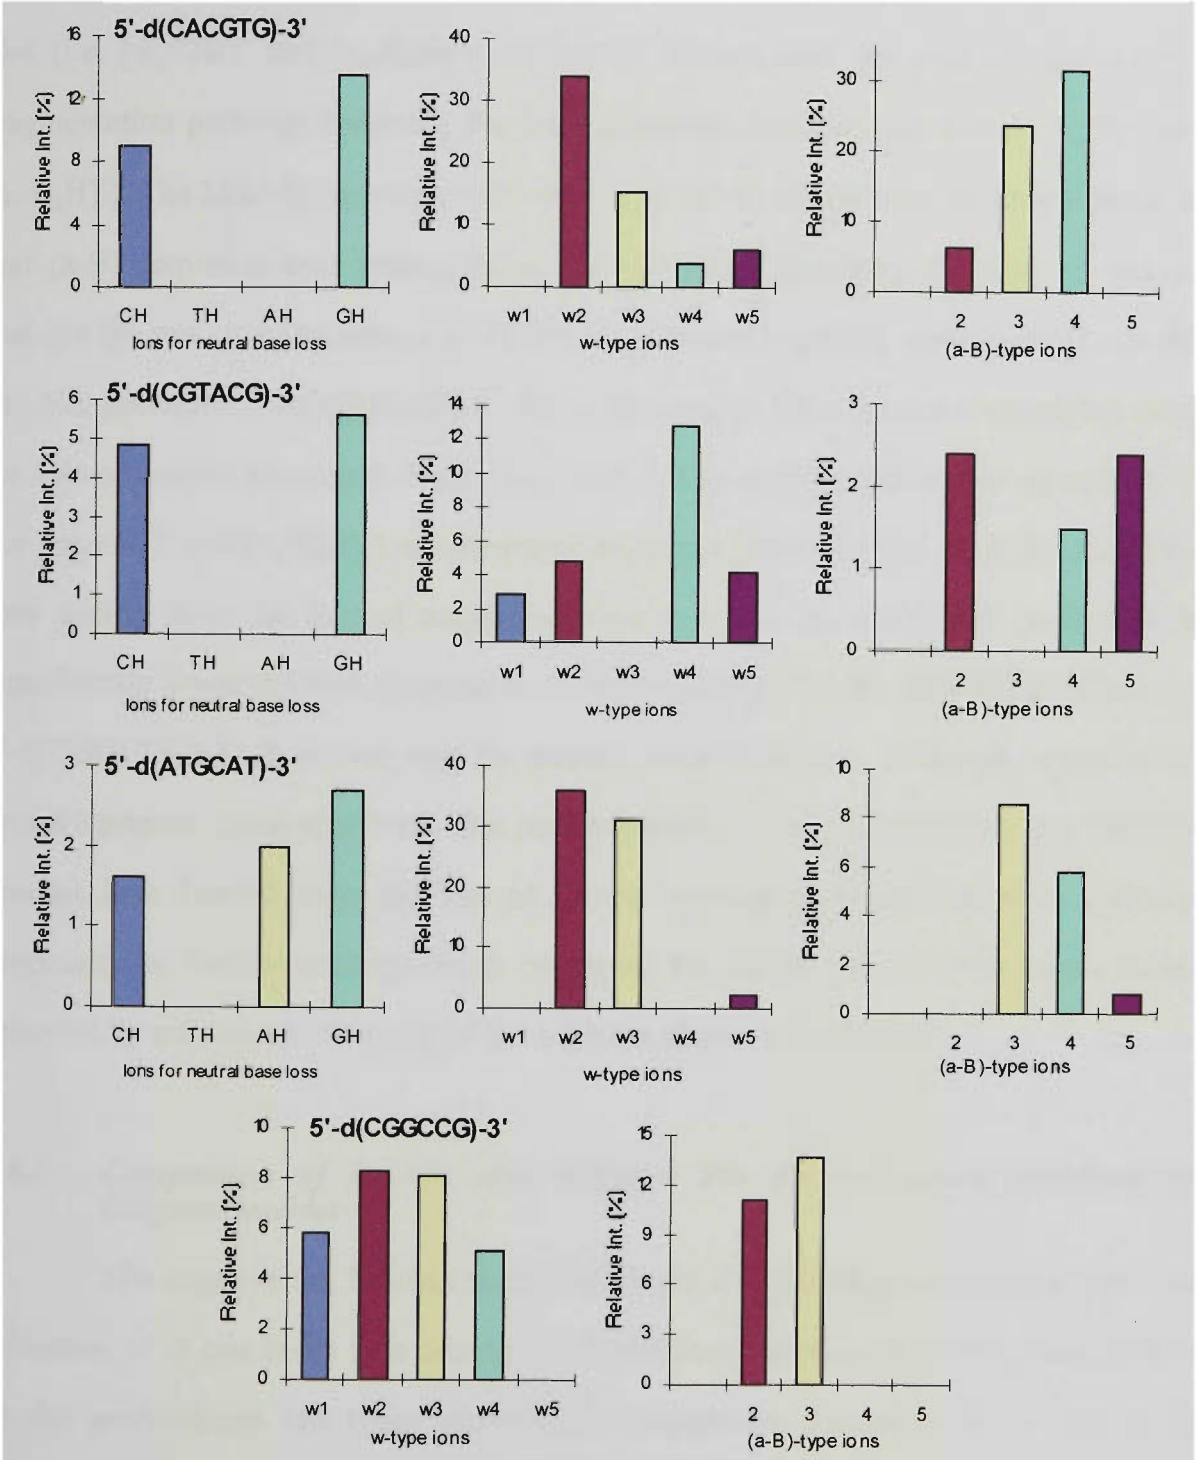 5'-d(CACGTG)-3'
Relative Int. (%)
16
12
8
4
0
CH TH AH GH
Ions for neutral base loss
Relative Int. (%)
40
30
20
10
0
w1 w2 w3 w4 w5
w-type ions
Relative Int. (%)
30
20
10
0
2 3 4 5
(a-B)-type ions
5'-d(CGTACG)-3'
Relative Int. (%)
6
5
4
3
2
1
0
CH TH AH GH
Ions for neutral base loss
Relative Int. (%)
14
12
10
8
6
4
2
0
w1 w2 w3 w4 w5
w-type ions
Relative Int. (%)
3
2
1
0
2 3 4 5
(a-B)-type ions
5'-d(ATGCAT)-3'
Relative Int. (%)
3
2
1
0
CH TH AH GH
Ions for neutral base loss
Relative Int. (%)
40
30
20
10
0
w1 w2 w3 w4 w5
w-type ions
Relative Int. (%)
10
8
6
4
2
0
2 3 4 5
(a-B)-type ions
5'-d(CGGCCG)-3'
Relative Int. (%)
10
8
6
4
2
0
w1 w2 w3 w4 w5
w-type ions
Relative Int. (%)
15
12
9
6
3
0
2 3 4 5
(a-B)-type ions